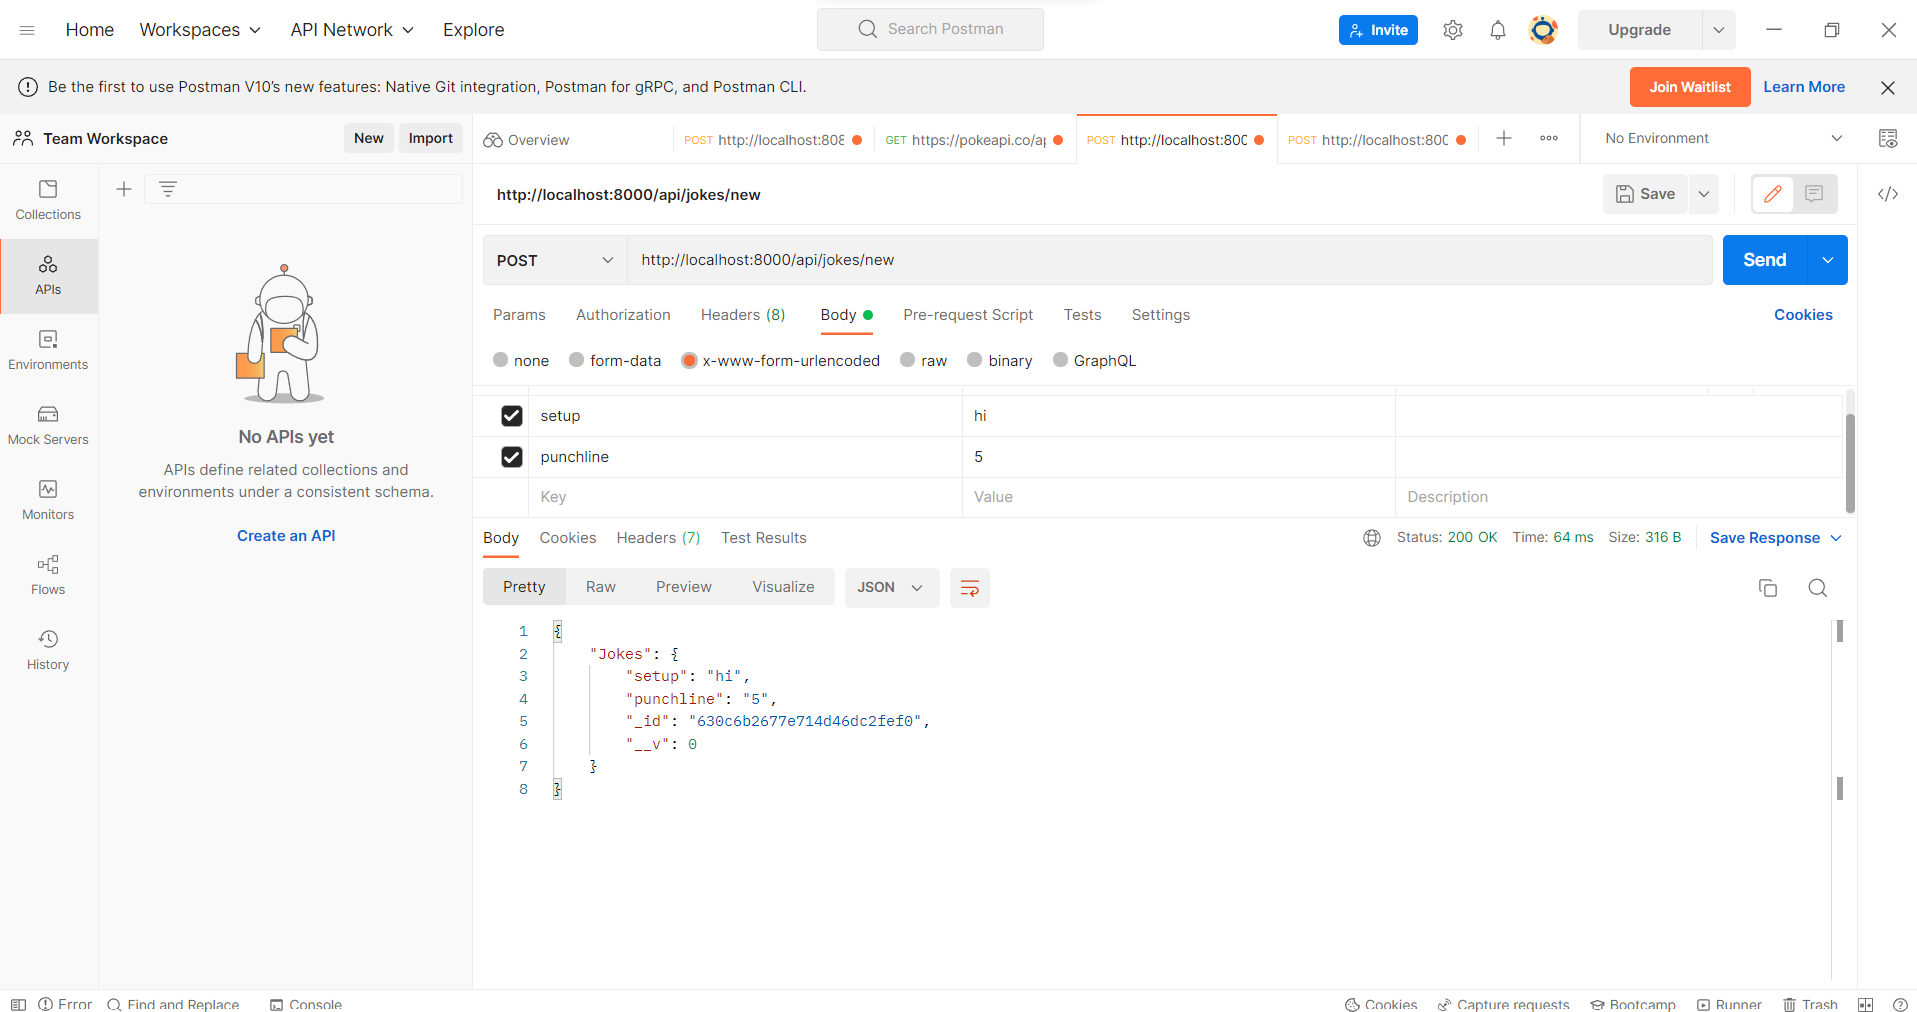 Home Workspaces API Network Explore Search Postman Invite Upgrade
Be the first to use Postman V10's new features: Native Git integration, Postman for gRPC, and Postman CLI. Join Waitlist Learn More
Team Workspace New Import
Overview POST http://localhost:808 GET https://pokeapi.co/ap POST http://localhost:800 POST http://localhost:800 No Environment
Collections
APIs
Environments
Mock Servers
Monitors
Flows
History
No APIs yet
APIs define related collections and
environments under a consistent schema.
Create an API
http://localhost:8000/api/jokes/new Save
POST http://localhost:8000/api/jokes/new Send
Params Authorization Headers (8) Body Pre-request Script Tests Settings Cookies
none form-data x-www-form-urlencoded raw binary GraphQL
setup hi
punchline 5
Key Value Description
Body Cookies Headers (7) Test Results Status: 200 OK Time: 64 ms Size: 316 B Save Response
Pretty Raw Preview Visualize JSON
1 {
2 "Jokes": {
3 "setup": "hi",
4 "punchline": "5",
5 "_id": "630c6b2677e714d46dc2fef0",
6 "__v": 0
7 }
8 }
Error Find and Replace Console Cookies Capture requests Bootcamp Runner Trash